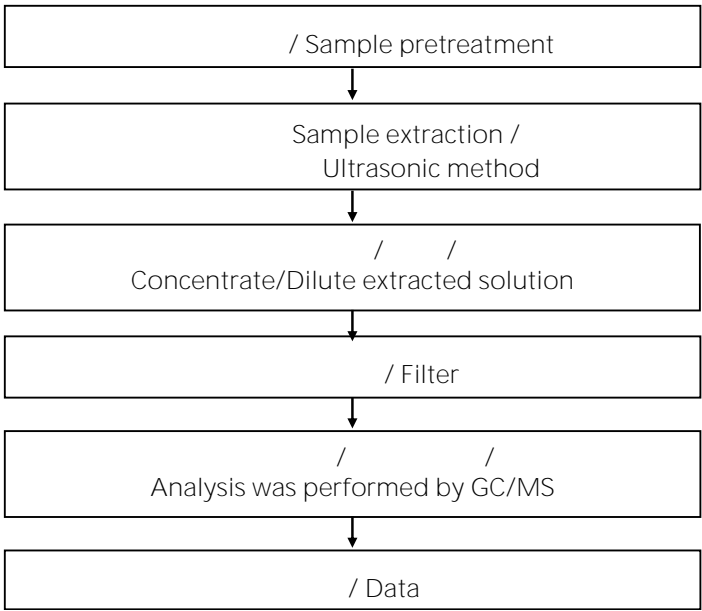 / Sample pretreatment
Sample extraction /
Ultrasonic method
/ /
Concentrate/Dilute extracted solution
/ Filter
/ /
Analysis was performed by GC/MS
/ Data